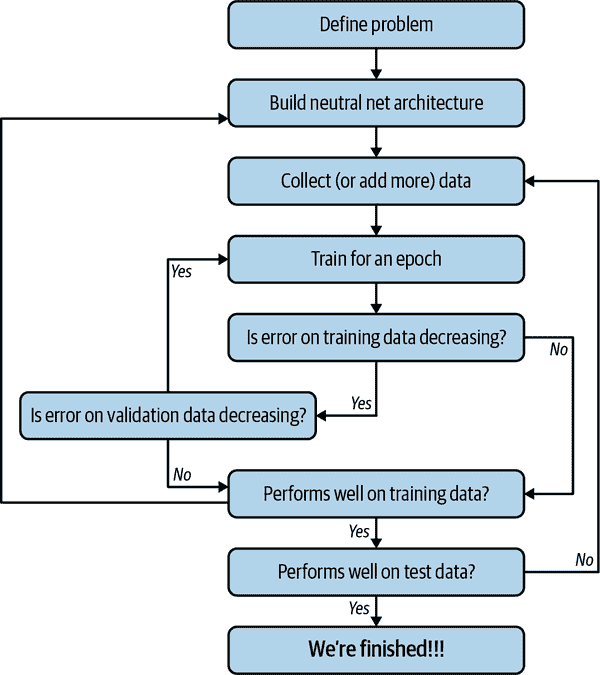 Define problem
Build neutral net architecture
Collect (or add more) data
Train for an epoch
Yes
Is error on training data decreasing?
No
Yes
Is error on validation data decreasing?
No
Performs well on training data?
Yes
Performs well on test data?
No
Yes
We're finished!!!